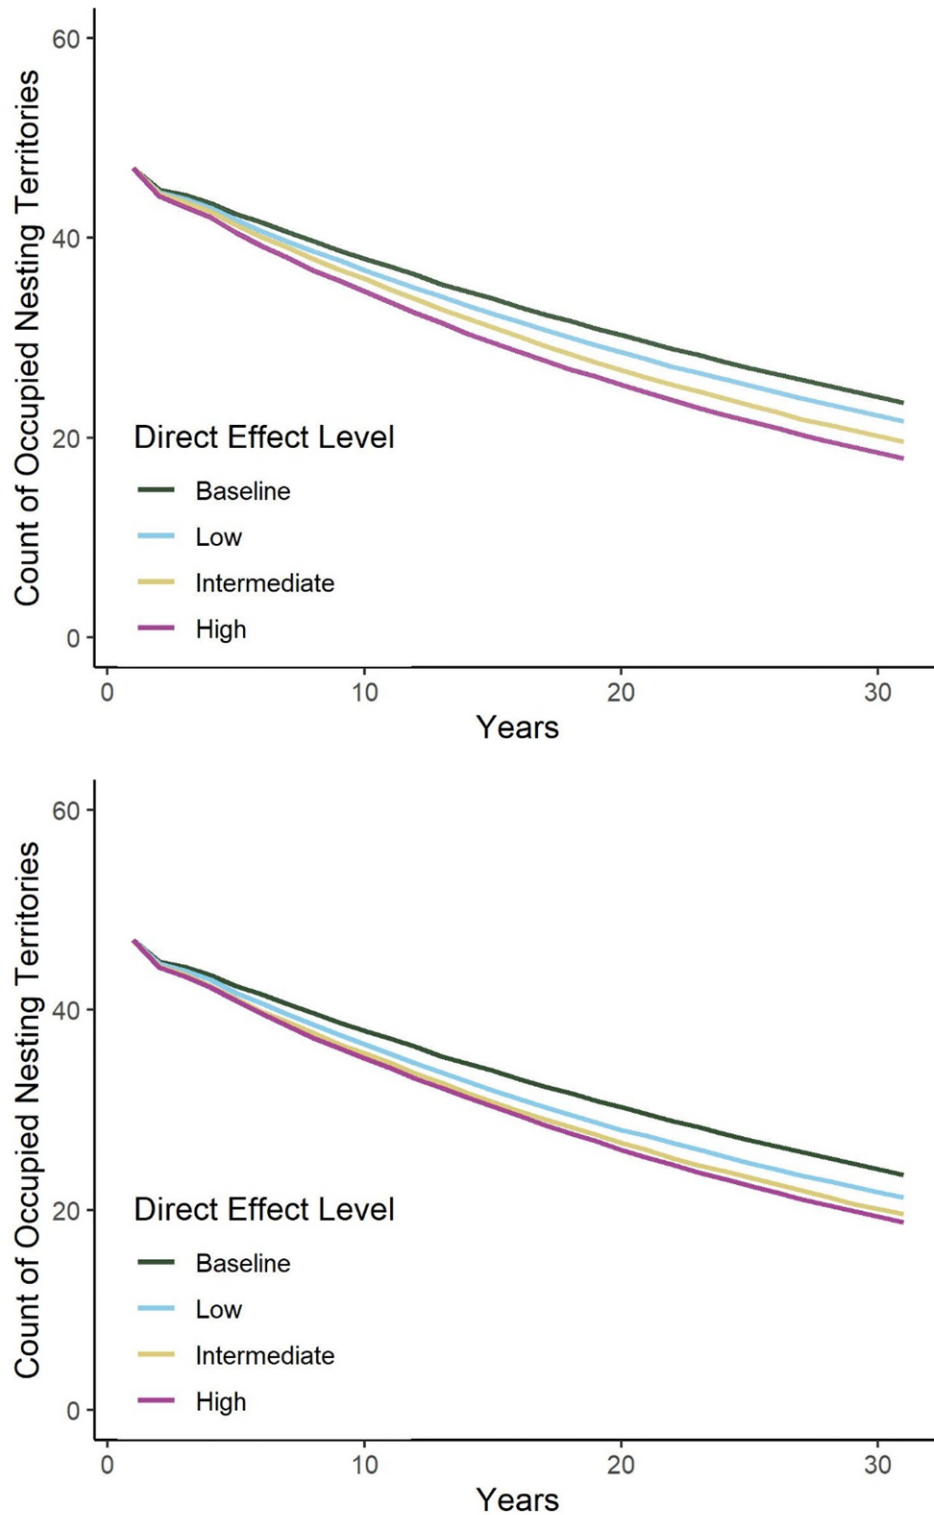 60
40
20
0
Count of Occupied Nesting Territories
Direct Effect Level
Baseline
Low
Intermediate
High
0 10 20 30
Years
60
40
20
0
Count of Occupied Nesting Territories
Direct Effect Level
Baseline
Low
Intermediate
High
0 10 20 30
Years